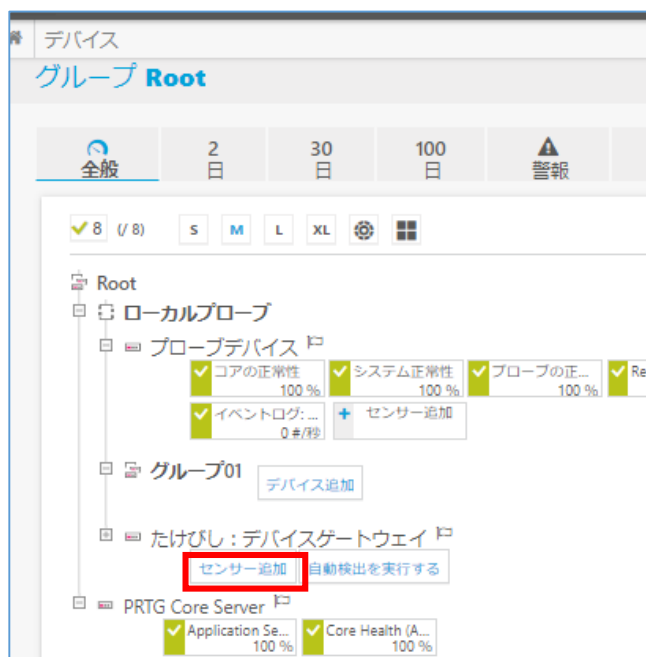 デバイス
グループ Root
全般 2日 30日 100日 警報
8 (/ 8) S M L XL
Root
ローカルプローブ
プローブデバイス
コアの正常性 システム正常性 プローブの正... Re
100 % 100 % 100 %
イベントログ: ... センサー追加
0 #/秒
グループ01 デバイス追加
たけびし：デバイスゲートウェイ
センサー追加 自動検出を実行する
PRTG Core Server
Application Se... Core Health (A...
100 % 100 %